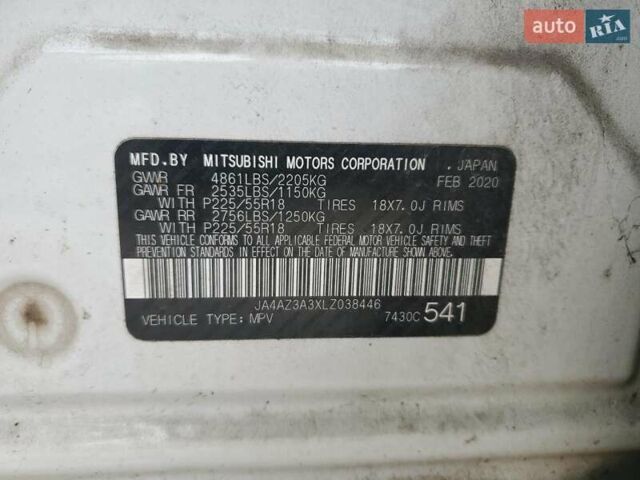 auto RIA.com
MFD.BY MITSUBISHI MOTORS CORPORATION , JAPAN
GVWR 4861LBS/2205KG FEB 2020
GAWR FR 2535LBS/1150KG
WITH P225/55R18 TIRES 18X7.0J RIMS
GAWR RR 2756LBS/1250KG
WITH P225/55R18 TIRES 18X7.0J RIMS
THIS VEHICLE CONFORMS TO ALL APPLICABLE FEDERAL MOTOR VEHICLE SAFETY AND THEFT
PREVENTION STANDARDS IN EFFECT ON THE DATE OF MANUFACTURE SHOWN ABOVE.
JA4AZ3A3XLZ038446
VEHICLE TYPE:MPV 7430C 541